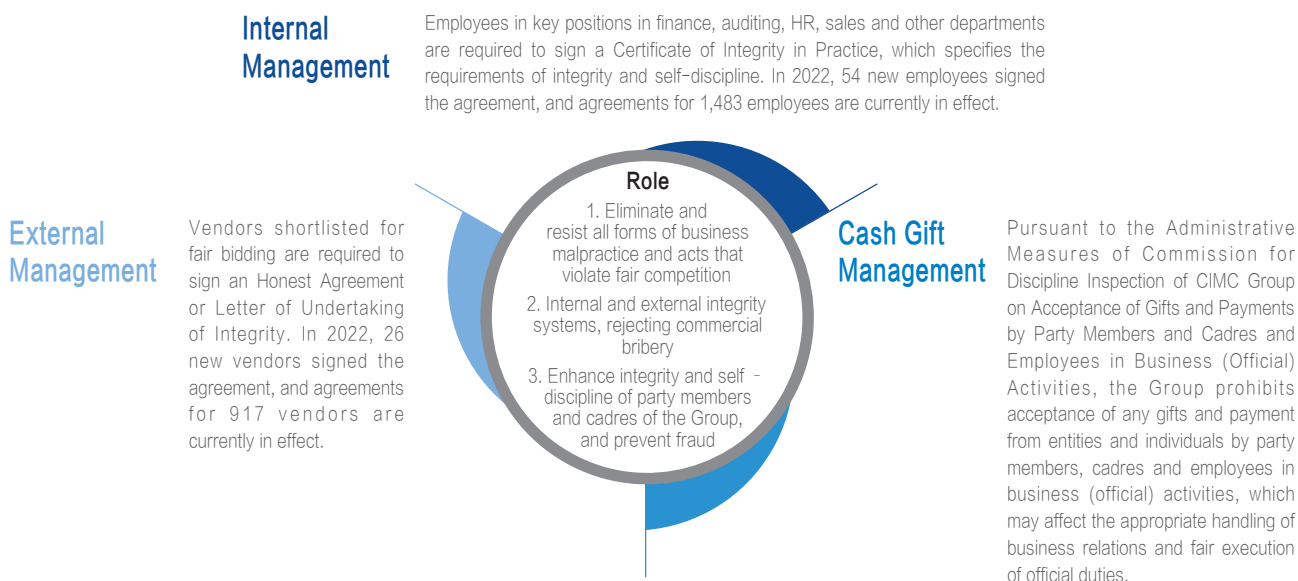 Internal
Management
Employees in key positions in finance, auditing, HR, sales and other departments
are required to sign a Certificate of Integrity in Practice, which specifies the
requirements of integrity and self-discipline. In 2022, 54 new employees signed
the agreement, and agreements for 1,483 employees are currently in effect.
External
Management
Vendors shortlisted for
fair bidding are required to
sign an Honest Agreement
or Letter of Undertaking
of Integrity. In 2022, 26
new vendors signed the
agreement, and agreements
for 917 vendors are
currently in effect.
Role
1. Eliminate and
resist all forms of business
malpractice and acts that
violate fair competition
2. Internal and external integrity
systems, rejecting commercial
bribery
3. Enhance integrity and self -
discipline of party members
and cadres of the Group,
and prevent fraud
Cash Gift
Management
Pursuant to the Administrative
Measures of Commission for
Discipline Inspection of CIMC Group
on Acceptance of Gifts and Payments
by Party Members and Cadres and
Employees in Business (Official)
Activities, the Group prohibits
acceptance of any gifts and payment
from entities and individuals by party
members, cadres and employees in
business (official) activities, which
may affect the appropriate handling of
business relations and fair execution
of official duties.